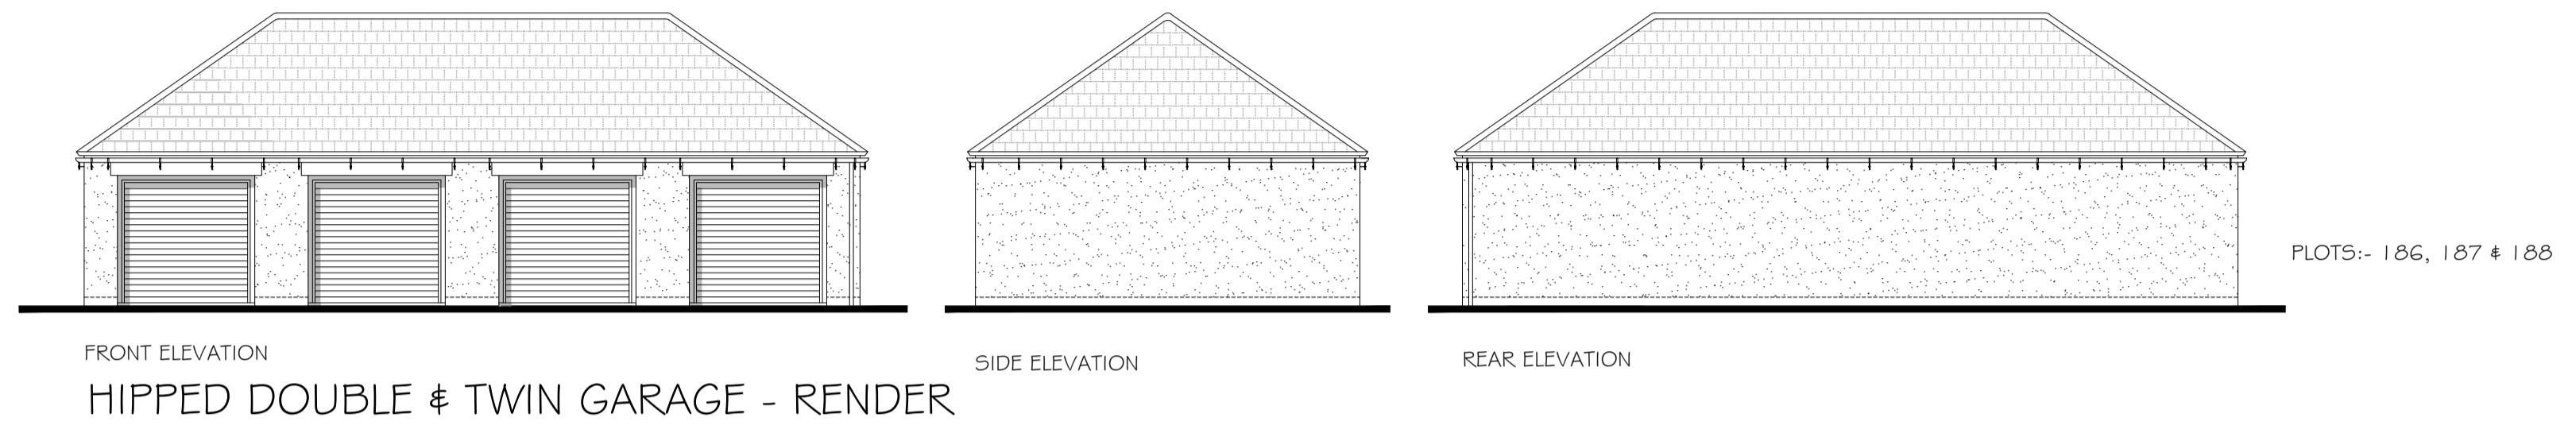 FRONT ELEVATION
HIPPED DOUBLE & TWIN GARAGE - RENDER
SIDE ELEVATION
REAR ELEVATION
PLOTS:- 186, 187 & 188